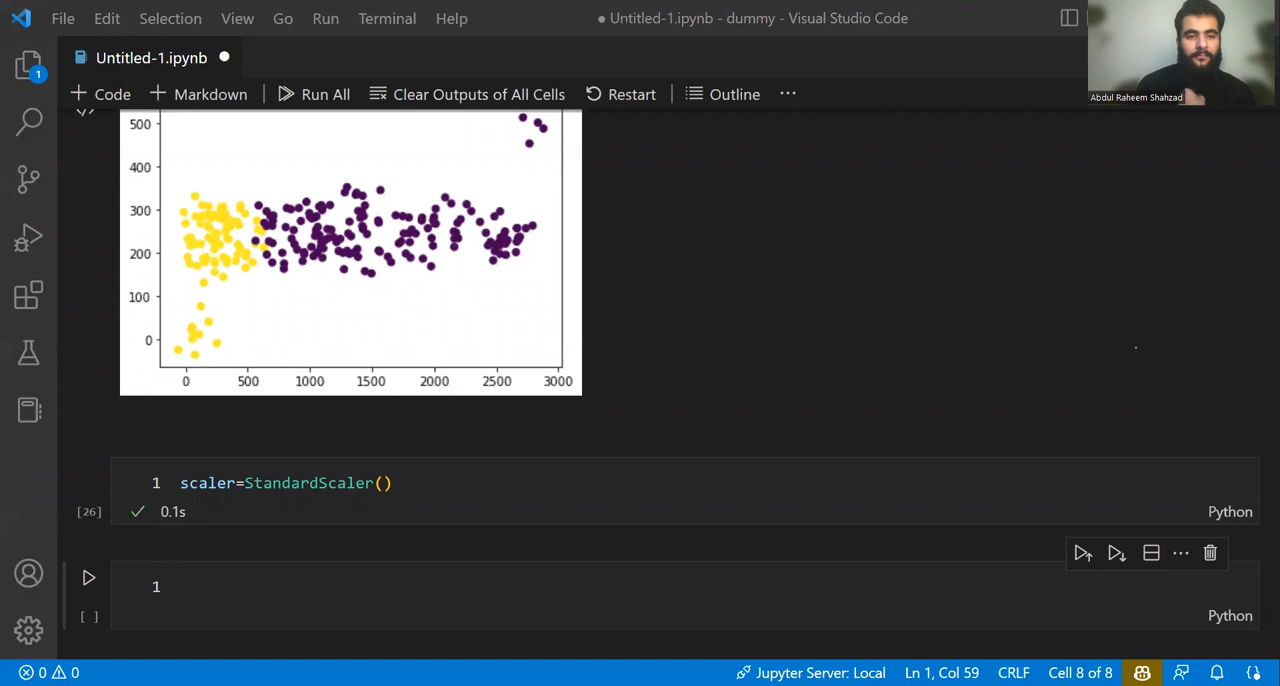 File Edit Selection View Go Run Terminal Help ● Untitled-1.ipynb - dummy - Visual Studio Code
Abdul Raheem Shahzad
1
Untitled-1.ipynb ●
+ Code + Markdown Run All Clear Outputs of All Cells Restart Outline ...
500
400
300
200
100
0
0 500 1000 1500 2000 2500 3000
1 scaler=StandardScaler()
[26] ✓ 0.1s Python
1
[ ] Python
0 0 Jupyter Server: Local Ln 1, Col 59 CRLF Cell 8 of 8